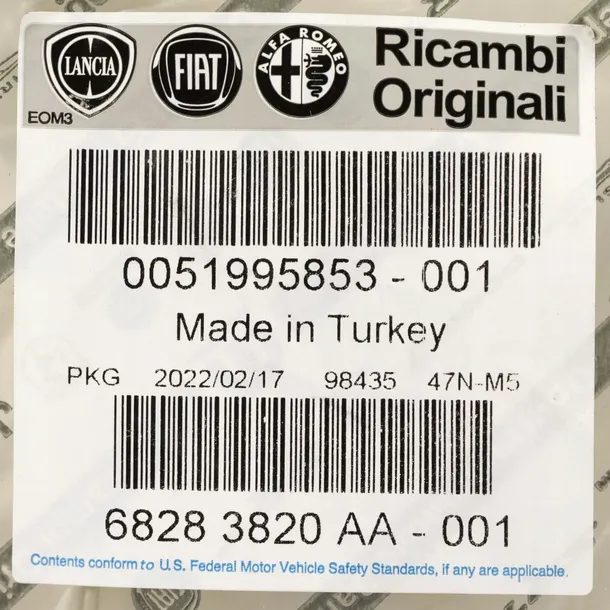 LANCIA FIAT ALFA ROMEO Ricambi
Originali
EOM3
0051995853 - 001
Made in Turkey
PKG 2022/02/17 98435 47N-M5
6828 3820 AA - 001
Contents conform to U.S. Federal Motor Vehicle Safety Standards, if any are applicable.